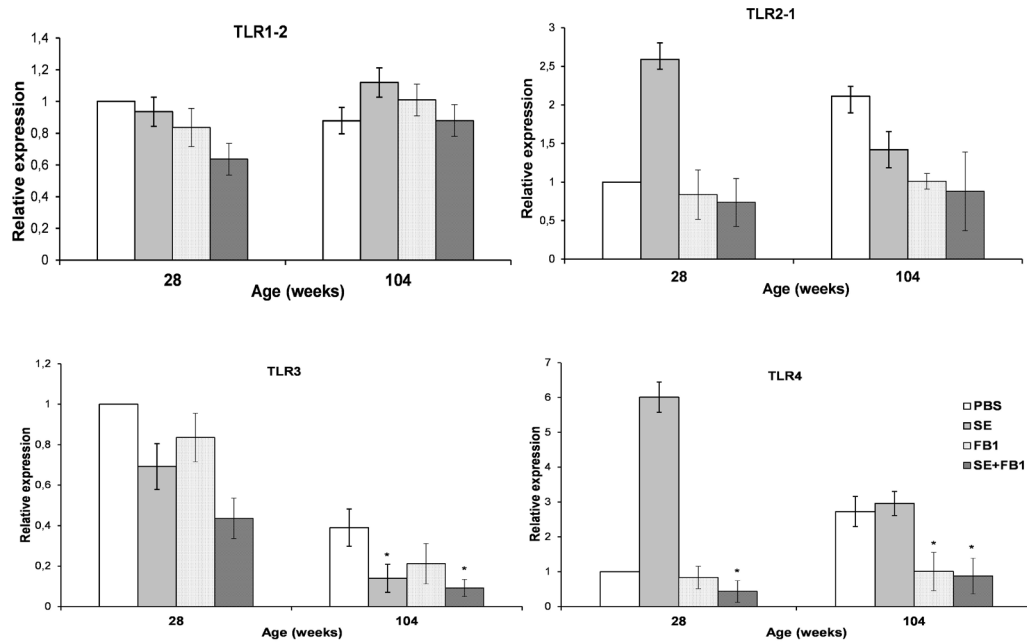 TLR1-2
Relative expression
1,4
1,2
1
0,8
0,6
0,4
0,2
0
28
104
Age (weeks)
TLR2-1
Relative expression
3
2,5
2
1,5
1
0,5
0
28
104
Age (weeks)
TLR3
Relative expression
1,2
1
0,8
0,6
0,4
0,2
0
*
*
28
104
Age (weeks)
TLR4
Relative expression
7
6
5
4
3
2
1
0
PBS
SE
FB1
SE+FB1
*
*
*
28
104
Age (weeks)